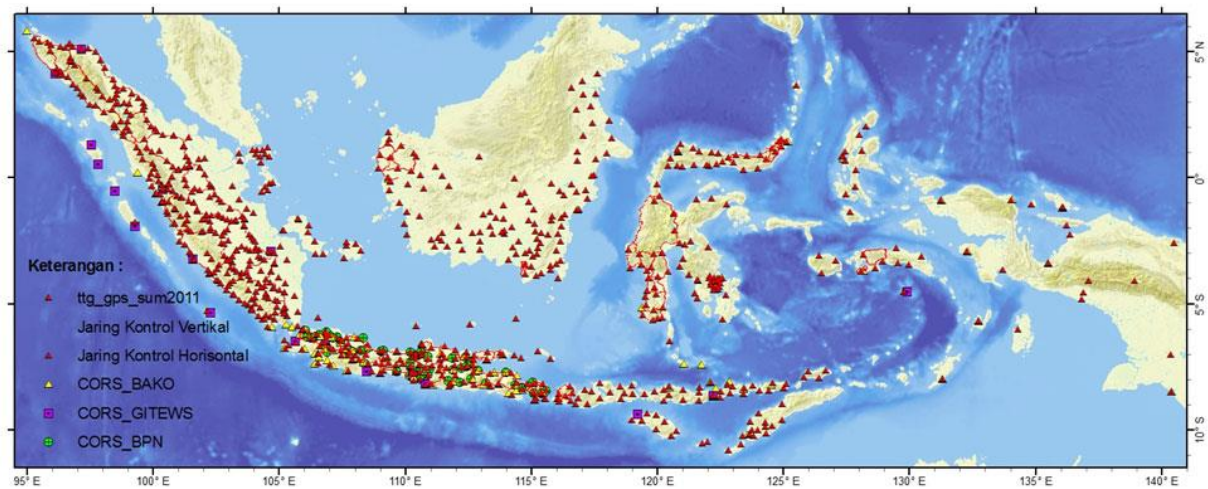 5° N
0°
5° S
10° S
Keterangan :
ttg_gps_sum2011
Jaring Kontrol Vertikal
Jaring Kontrol Horisontal
CORS_BAKO
CORS_GITEWS
CORS_BPN
95° E 100° E 105° E 110° E 115° E 120° E 125° E 130° E 135° E 140° E